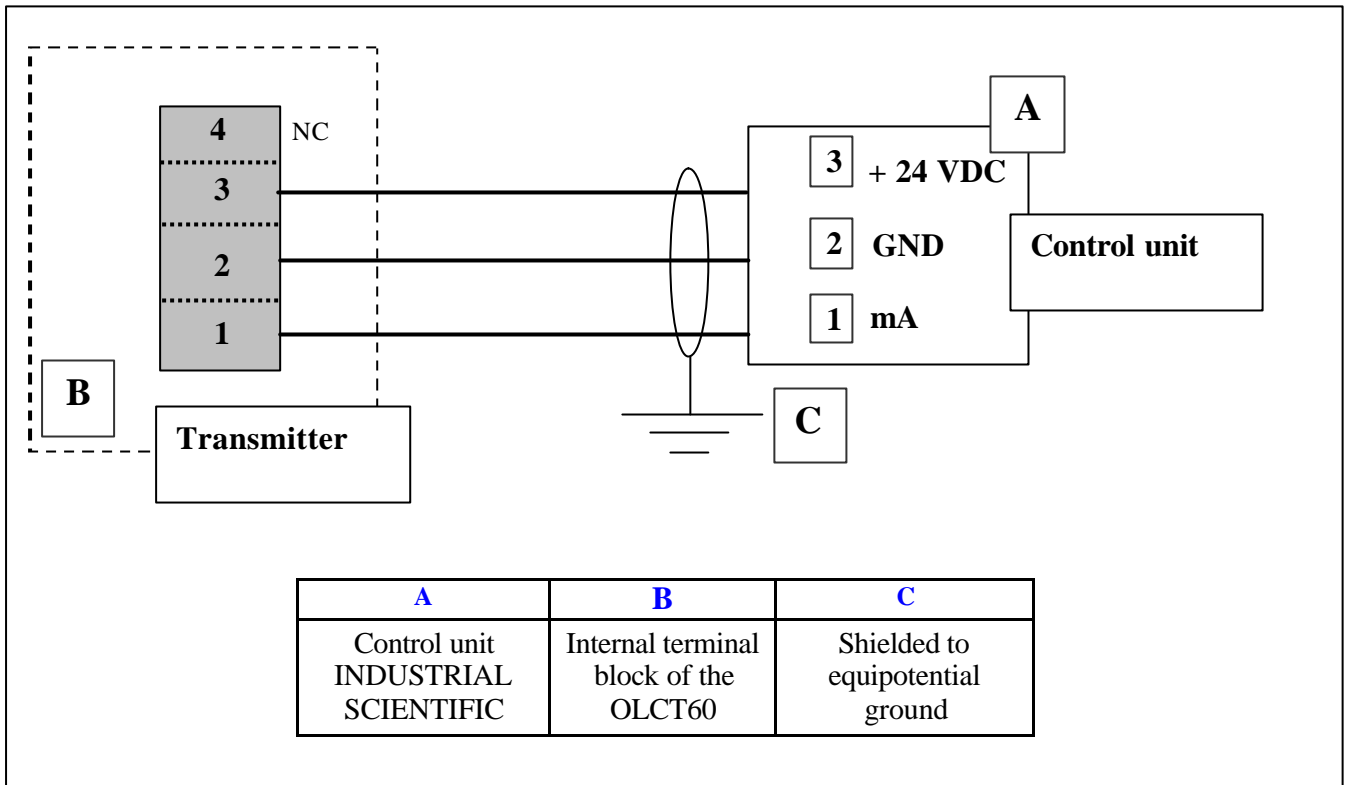 4 NC
3
2
1
B
Transmitter
A
3 + 24 VDC
2 GND
1 mA
Control unit
C
A B C
Control unit Internal terminal Shielded to
INDUSTRIAL block of the equipotential
SCIENTIFIC OLCT60 ground